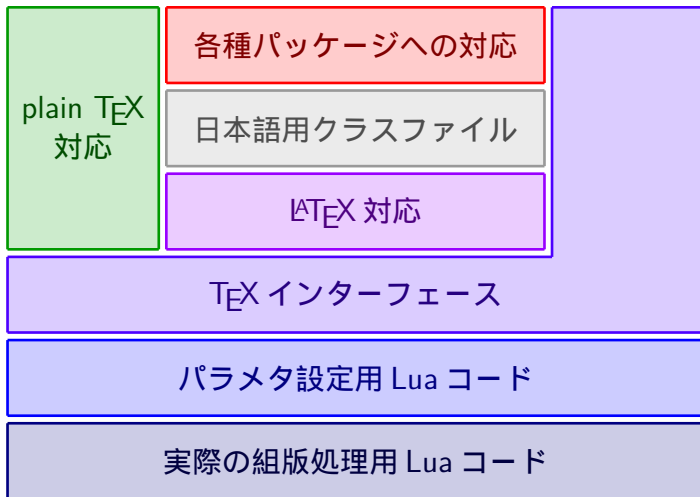 各種パッケージへの対応
plain TEX
対応
日本語用クラスファイル
LATEX 対応
TEX インターフェース
パラメタ設定用 Lua コード
実際の組版処理用 Lua コード